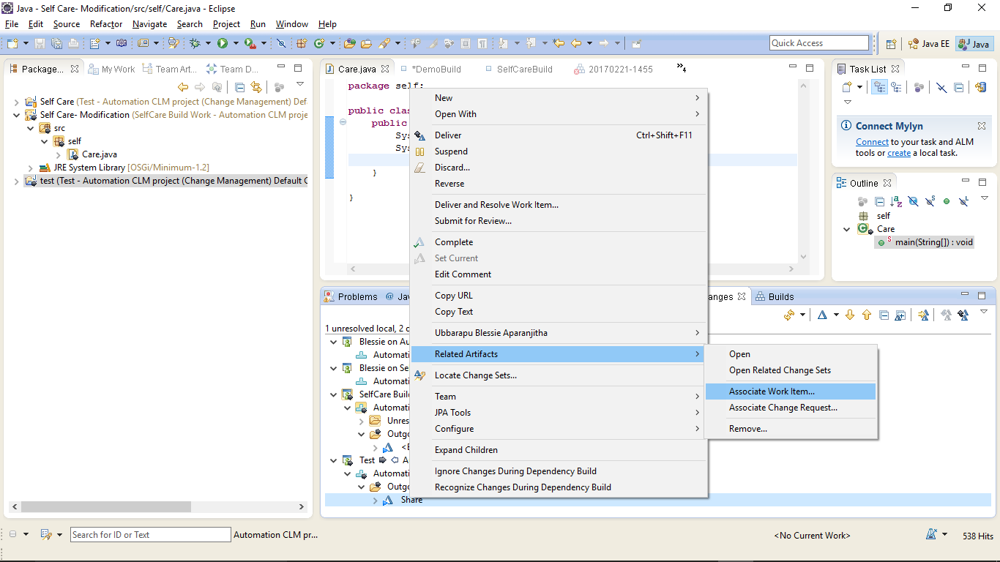 Java - Self Care- Modification/src/self/Care.java - Eclipse
File Edit Source Refactor Navigate Search Project Run Window Help
Quick Access
Java EE
Java
Package...
My Work
Team Art...
Team D...
Self Care (Test - Automation CLM project (Change Management) Defau
Self Care- Modification (SelfCare Build Work - Automation CLM proje
src
self
Care.java
JRE System Library [OSGi/Minimum-1.2]
test (Test - Automation CLM project (Change Management) Default C
Care.java
*DemoBuild
SelfCareBuild
20170221-1455
»4
package self;
public clas
public
Sys
Sys
}
}
New
Open With
Deliver Ctrl+Shift+F11
Suspend
Discard...
Reverse
Deliver and Resolve Work Item...
Submit for Review...
Complete
Set Current
Edit Comment
Copy URL
Copy Text
Ubbarapu Blessie Aparanjitha
Related Artifacts
Locate Change Sets...
Team
JPA Tools
Configure
Expand Children
Ignore Changes During Dependency Build
Recognize Changes During Dependency Build
Open
Open Related Change Sets
Associate Work Item...
Associate Change Request...
Remove...
Task List
Connect Mylyn
Connect to your task and ALM
tools or create a local task.
Outline
self
Care
main(String[]) : void
Problems
@ Jav
anges
Builds
1 unresolved local, 2 o
Blessie on Au
Automati
Blessie on Se
Automati
SelfCare Buil
Automati
Unres
Outgo
<E
Test
A
Automati
Outgo
Share
Search for ID or Text
Automation CLM pr...
<No Current Work>
538 Hits